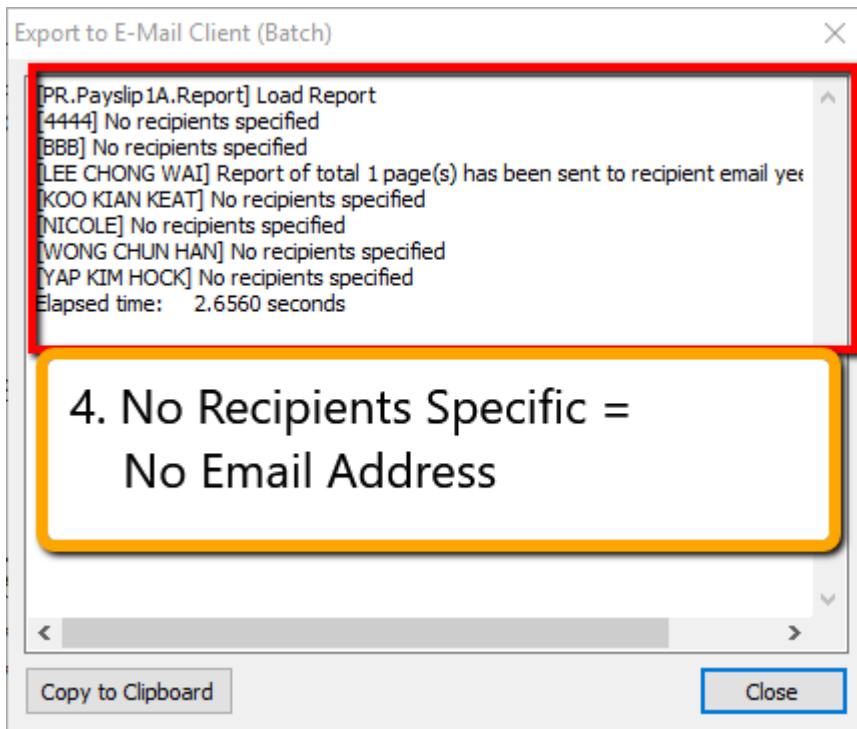 Export to E-Mail Client (Batch)
[PR.Payslip1A.Report] Load Report
[4444] No recipients specified
[BBB] No recipients specified
[LEE CHONG WAI] Report of total 1 page(s) has been sent to recipient email yee
[KOO KIAN KEAT] No recipients specified
[NICOLE] No recipients specified
[WONG CHUN HAN] No recipients specified
[YAP KIM HOCK] No recipients specified
Elapsed time: 2.6560 seconds
4. No Recipients Specific =
No Email Address
Copy to Clipboard
Close